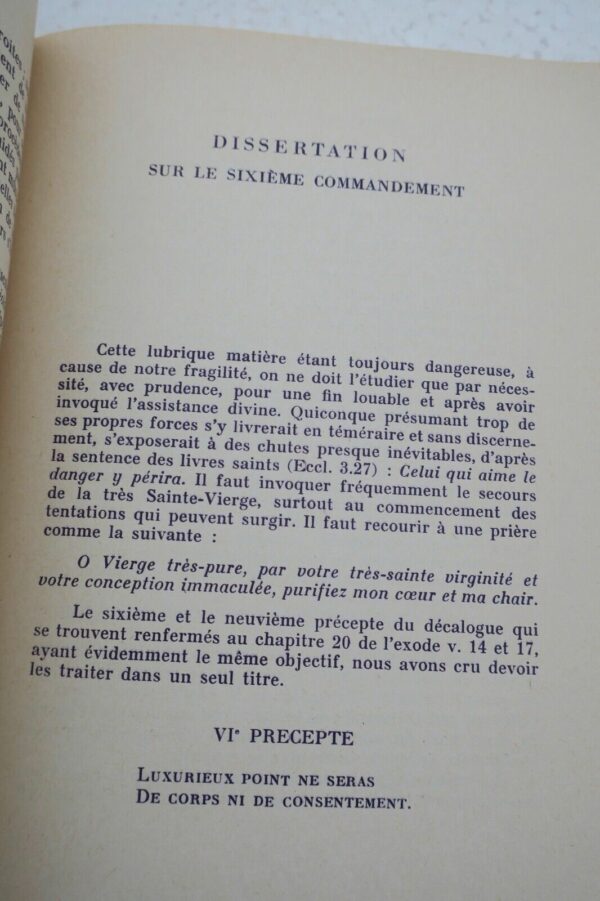 roites
ent de
er de
pour
DISSERTATION
SUR LE SIXIÈME COMMANDEMENT
Cette lubrique matière étant toujours dangereuse, à
cause de notre fragilité, on ne doit l'étudier que par néces-
sité, avec prudence, pour une fin louable et après avoir
invoqué l'assistance divine. Quiconque présumant trop de
ses propres forces s'y livrerait en téméraire et sans discerne-
ment, s'exposerait à des chutes presque inévitables, d'après
la sentence des livres saints (Eccl. 3.27) : Celui qui aime le
danger y périra. Il faut invoquer fréquemment le secours
de la très Sainte-Vierge, surtout au commencement des
tentations qui peuvent surgir. Il faut recourir à une prière
comme la suivante :
O Vierge très-pure, par votre très-sainte virginité et
votre conception immaculée, purifiez mon cœur et ma chair.
Le sixième et le neuvième précepte du décalogue qui
se trouvent renfermés au chapitre 20 de l'exode v. 14 et 17,
ayant évidemment le même objectif, nous avons cru devoir
les traiter dans un seul titre.
VIe PRECEPTE
LUXURIEUX POINT NE SERAS
DE CORPS NI DE CONSENTEMENT.